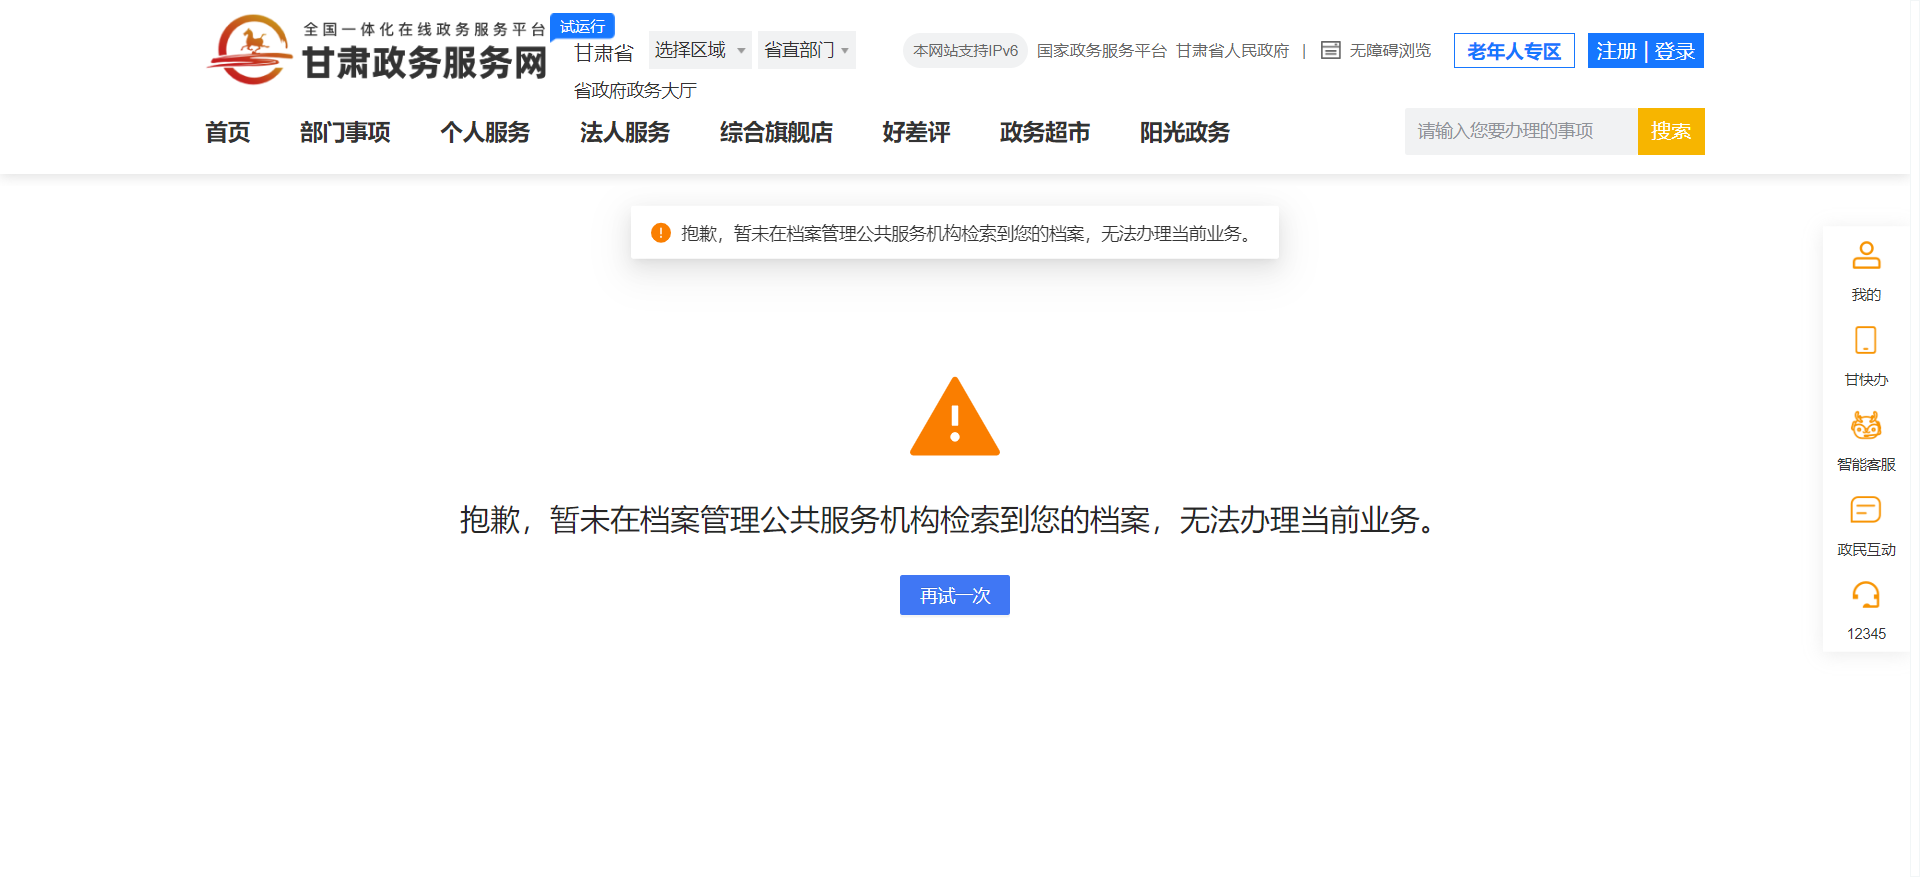 全国一体化在线政务服务平台
甘肃政务服务网
试运行
甘肃省 选择区域 省直部门
省政府政务大厅
本网站支持IPv6 国家政务服务平台 甘肃省人民政府 | 无障碍浏览 老年人专区 注册 | 登录
首页 部门事项 个人服务 法人服务 综合旗舰店 好差评 政务超市 阳光政务
请输入您要办理的事项 搜索
抱歉，暂未在档案管理公共服务机构检索到您的档案，无法办理当前业务。
抱歉，暂未在档案管理公共服务机构检索到您的档案，无法办理当前业务。
再试一次
我的
甘快办
智能客服
政民互动
12345